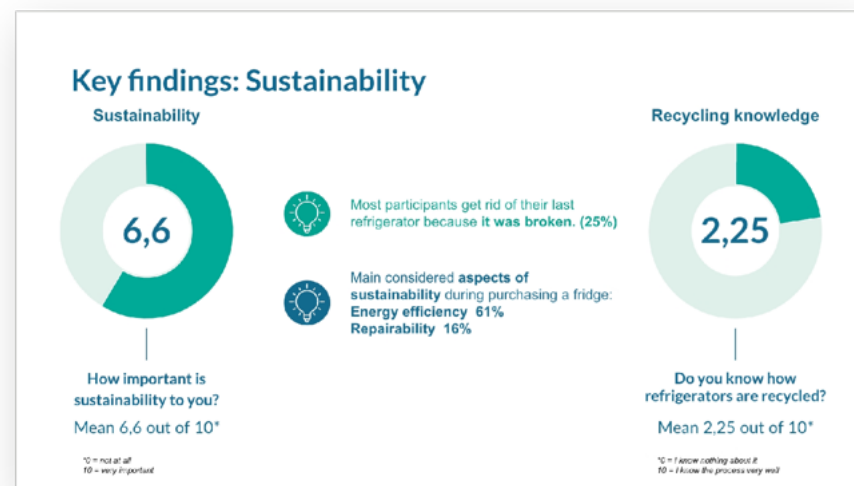 Key findings: Sustainability
Sustainability
6,6
How important is
sustainability to you?
Mean 6,6 out of 10*
*0 = not at all
10 = very important
Most participants get rid of their last
refrigerator because it was broken. (25%)
Main considered aspects of
sustainability during purchasing a fridge:
Energy efficiency 61%
Repairability 16%
Recycling knowledge
2,25
Do you know how
refrigerators are recycled?
Mean 2,25 out of 10*
*0 = I know nothing about it
10 = I know the process very well